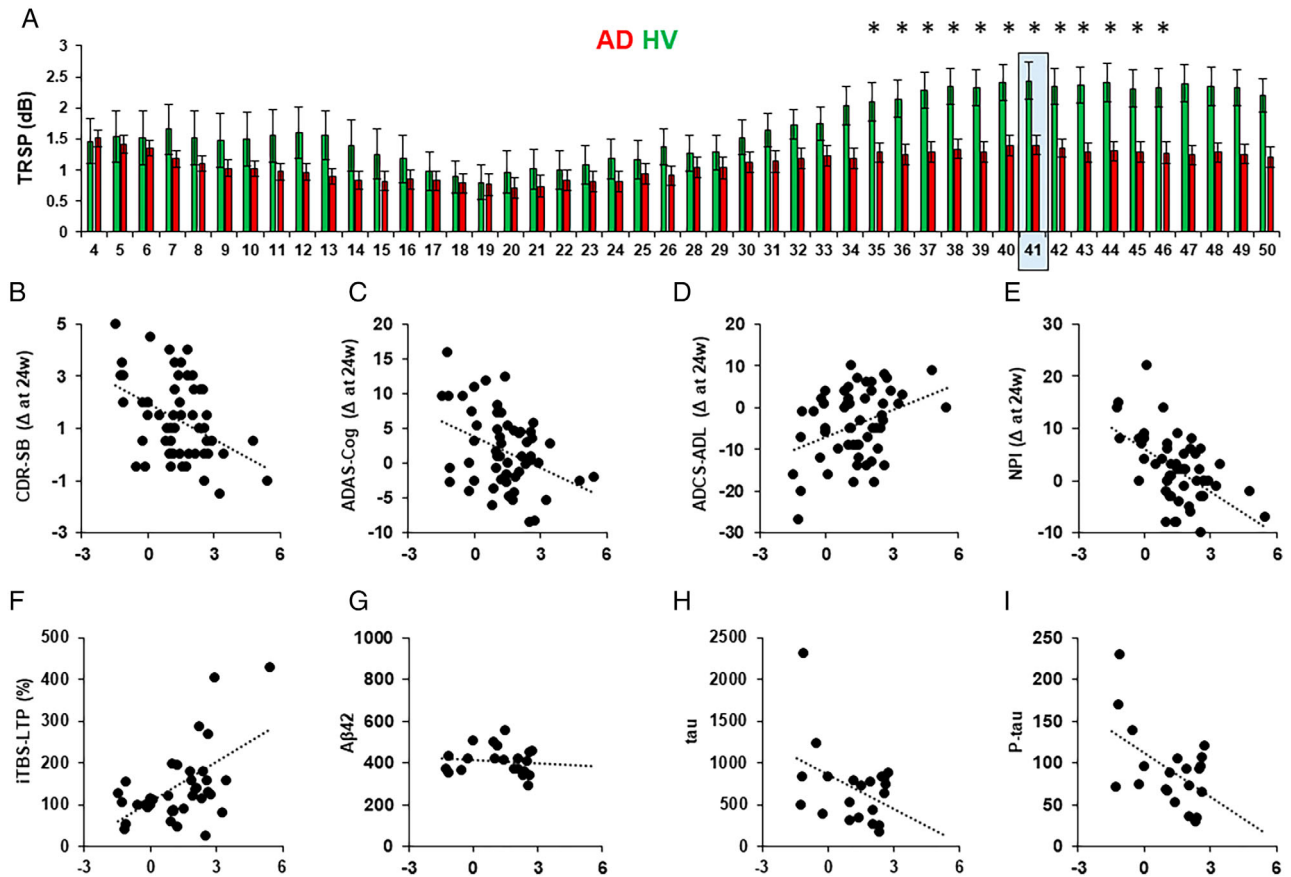 A
AD HV
* * * * * * * * * * * *
TRSP (dB)
3
2.5
2
1.5
1
0.5
0
4 5 6 7 8 9 10 11 12 13 14 15 16 17 18 19 20 21 22 23 24 25 26 28 29 30 31 32 33 34 35 36 37 38 39 40 41 42 43 44 45 46 47 48 49 50
B
CDR-SB (Δ at 24w)
5
3
1
-1
-3
-3 0 3 6
C
ADAS-Cog (Δ at 24w)
20
15
10
5
0
-5
-10
-3 0 3 6
D
ADCS-ADL (Δ at 24w)
20
10
0
-10
-20
-30
-3 0 3 6
E
NPI (Δ at 24w)
30
20
10
0
-10
-3 0 3 6
F
iTBS-LTP (%)
500
400
300
200
100
0
-3 0 3 6
G
Aβ42
1000
800
600
400
200
0
-3 0 3 6
H
tau
2500
2000
1500
1000
500
0
-3 0 3 6
I
P-tau
250
200
150
100
50
0
-3 0 3 6